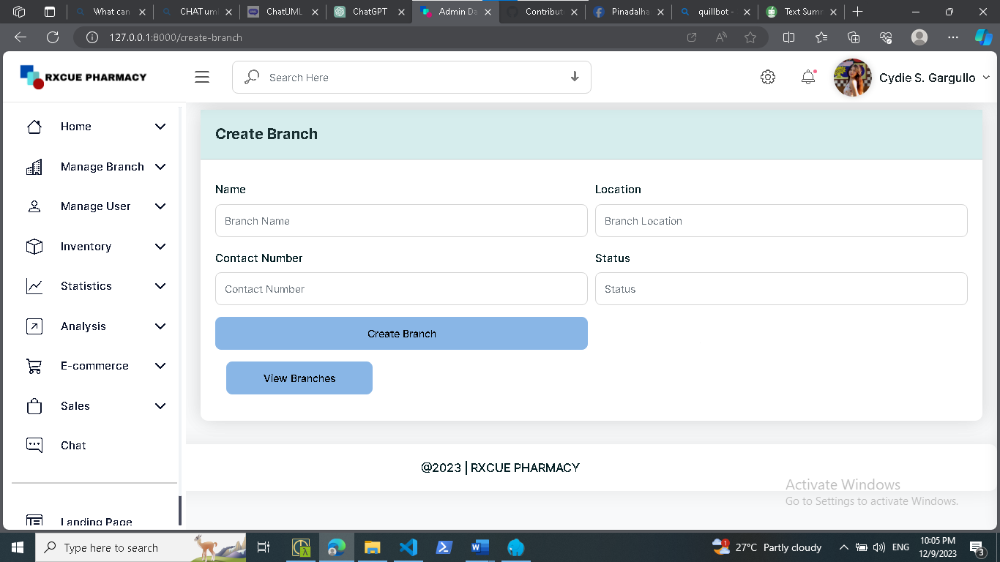 What can
CHAT uml
ChatUML
ChatGPT
Admin Da
Contribut
Pinadalha
quillbot -
Text Summ
127.0.0.1:8000/create-branch
RXCUE PHARMACY
Search Here
Cydie S. Gargullo
Home
Manage Branch
Manage User
Inventory
Statistics
Analysis
E-commerce
Sales
Chat
Landing Page
Create Branch
Name
Location
Branch Name
Branch Location
Contact Number
Status
Contact Number
Status
Create Branch
View Branches
@2023 | RXCUE PHARMACY
Activate Windows
Go to Settings to activate Windows.
Type here to search
1
27°C Partly cloudy
ENG
10:05 PM
12/9/2023
3